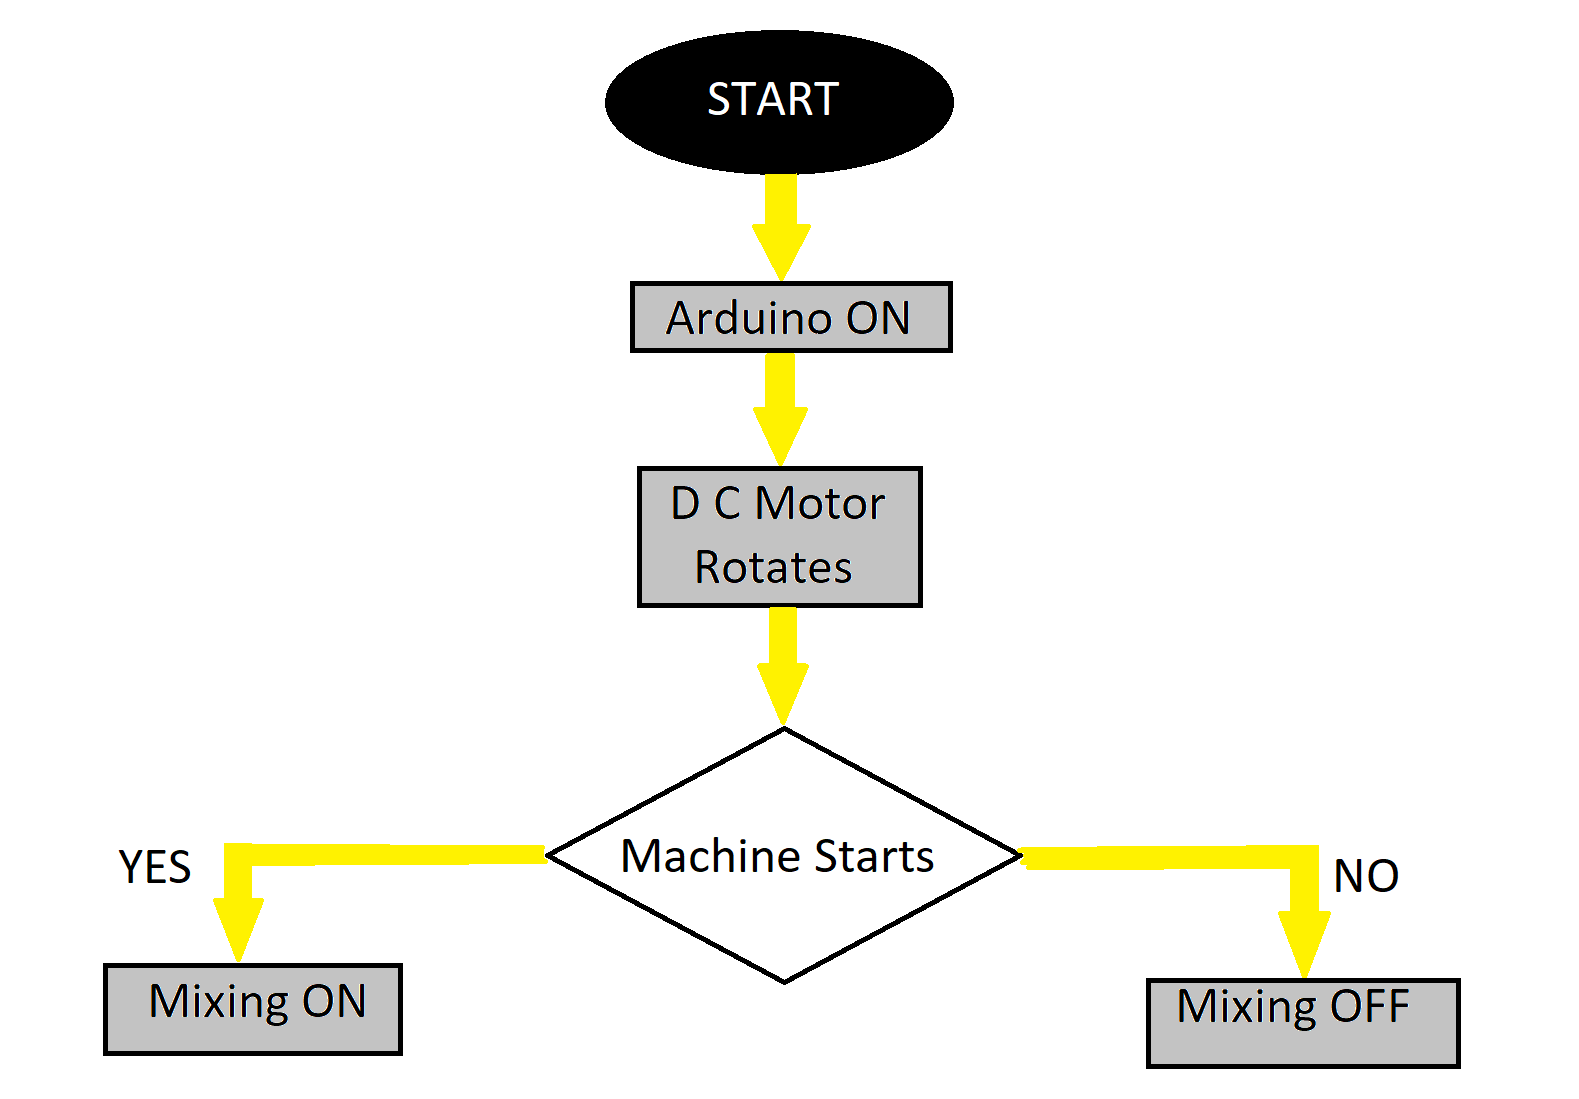 START
Arduino ON
D C Motor
Rotates
Machine Starts
YES
NO
Mixing ON
Mixing OFF